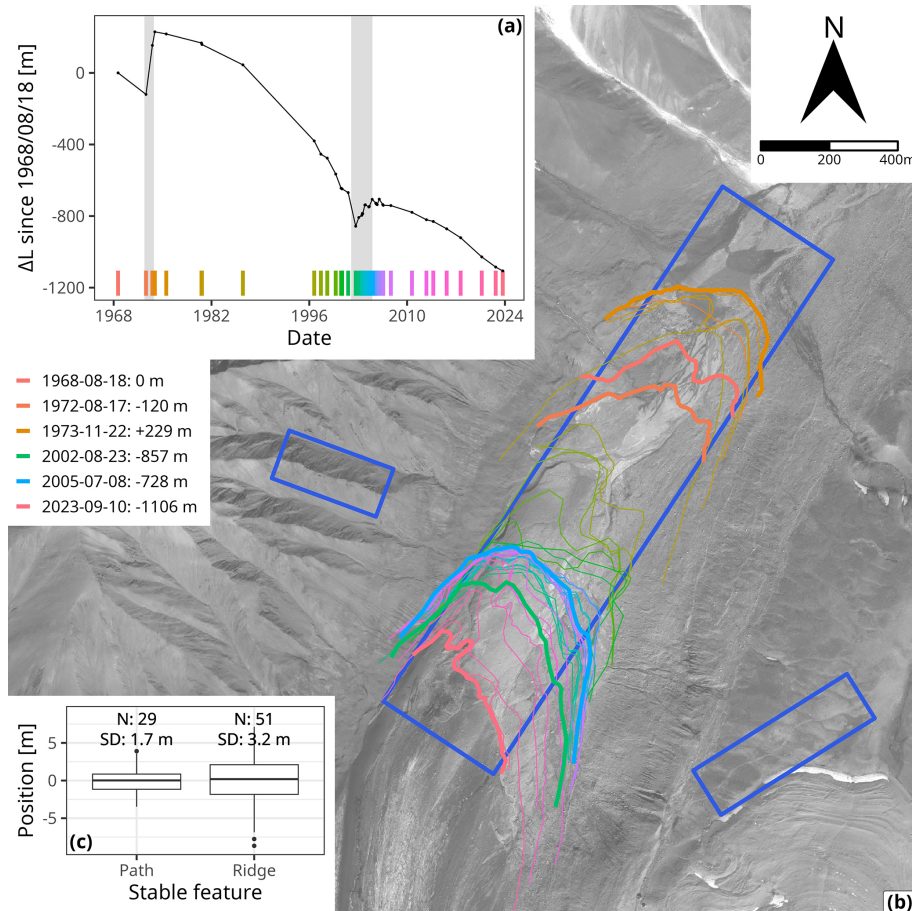 (a)
ΔL since 1968/08/18 [m]
0
-400
-800
-1200
1968
1982
1996
2010
2024
Date
N
0
200
400m
1968-08-18: 0 m
1972-08-17: -120 m
1973-11-22: +229 m
2002-08-23: -857 m
2005-07-08: -728 m
2023-09-10: -1106 m
N: 29
SD: 1.7 m
N: 51
SD: 3.2 m
Position [m]
5
0
-5
(c)
Path
Ridge
Stable feature
(b)